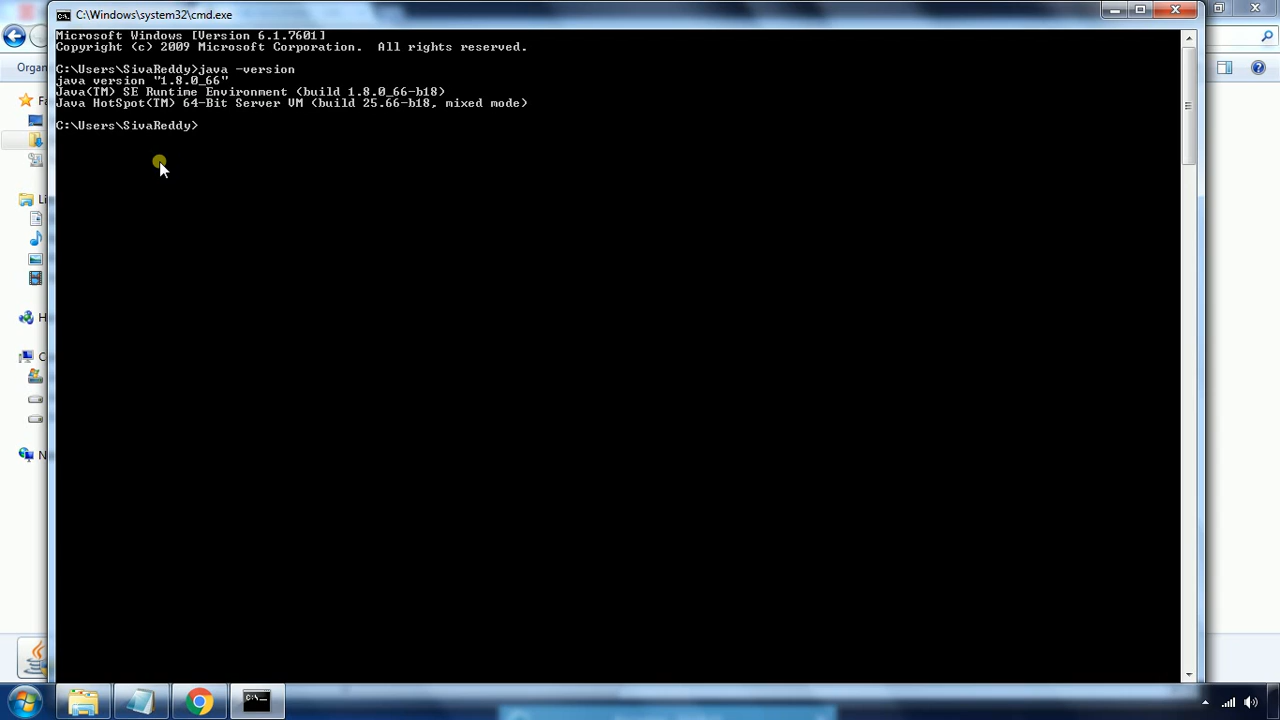 C:\Windows\system32\cmd.exe
Microsoft Windows [Version 6.1.7601]
Copyright (c) 2009 Microsoft Corporation.  All rights reserved.
C:\Users\SivaReddy>java -version
java version "1.8.0_66"
Java(TM) SE Runtime Environment (build 1.8.0_66-b18)
Java HotSpot(TM) 64-Bit Server VM (build 25.66-b18, mixed mode)
C:\Users\SivaReddy>
Organ